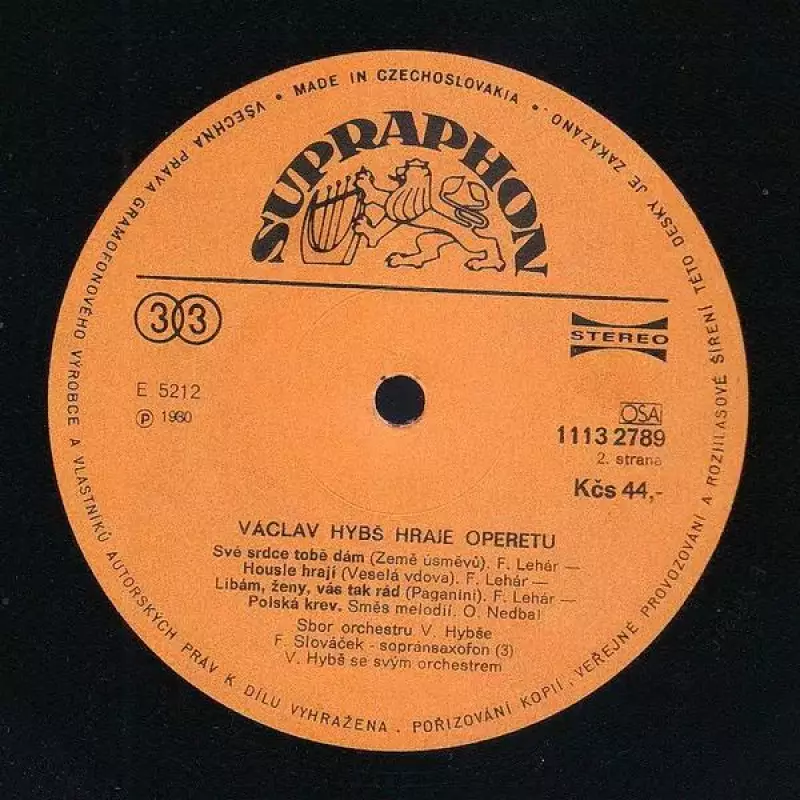 MADE IN CZECHOSLOVAKIA •
VŠECHNA PRÁVA GRAMOFONOVÉHO VÝROBCE A VLASTNÍKŮ AUTORSKÝCH PRÁV K DÍLU VYHRAŽENA . POŘIZOVÁNÍ KOPIÍ, VEŘEJNÉ PROVOZOVÁNÍ A ROZHLASOVÉ ŠÍŘENÍ TÉTO DESKY JE ZAKÁZÁNO •
SUPRAPHON
33
STEREO
E 5212
Ⓟ 1980
OSA
1113 2789
2. strana
Kčs 44,-
VÁCLAV HYBŠ HRAJE OPERETU
Své srdce tobě dám (Země úsměvů). F. Lehár —
Housle hrají (Veselá vdova). F. Lehár —
Líbám, ženy, vás tak rád (Paganini). F. Lehár —
Polská krev. Směs melodií. O. Nedbal
Sbor orchestru V. Hybše
F. Slováček - sopránsaxofon (3)
V. Hybš se svým orchestrem